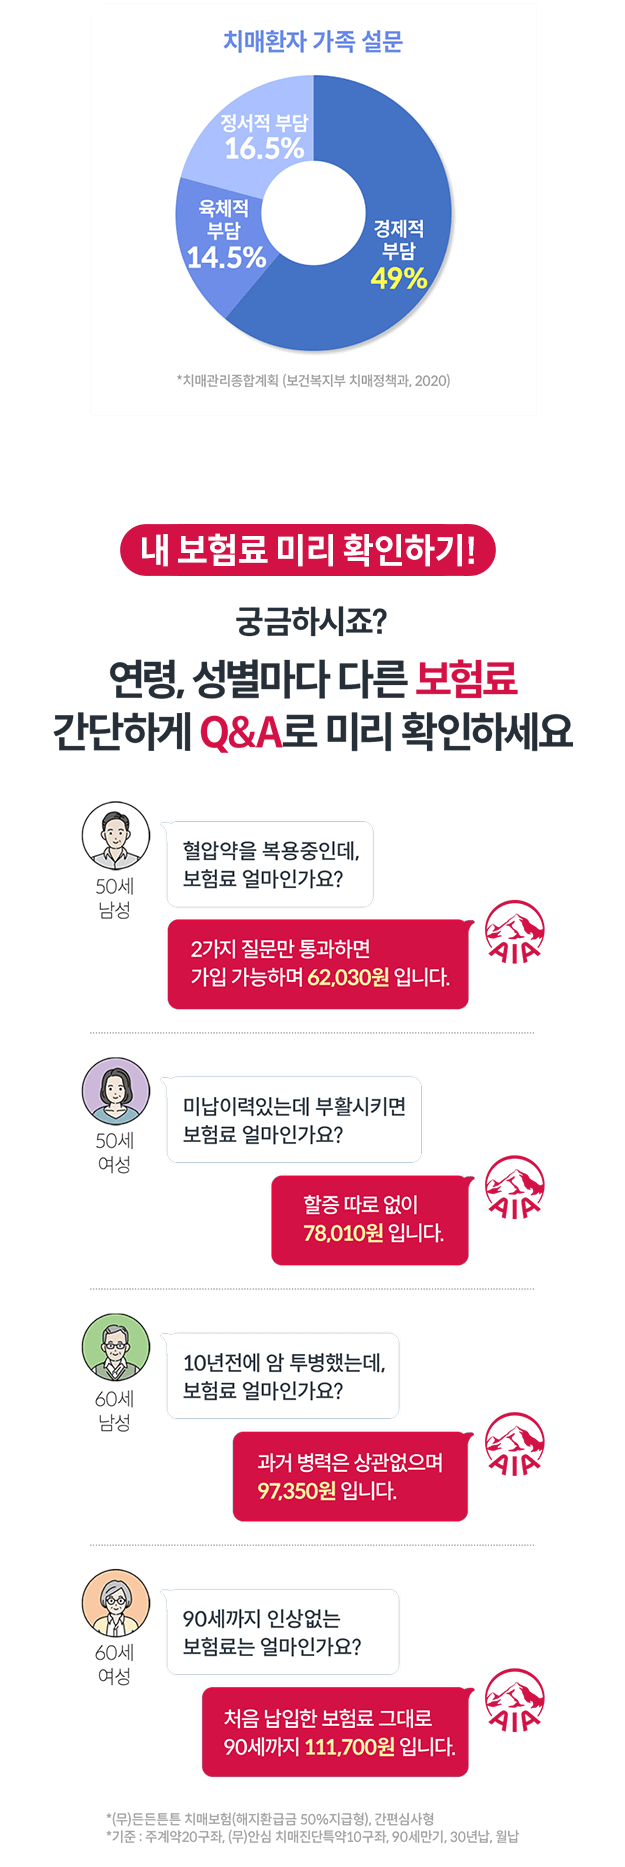 치매환자 가족 설문
정서적 부담
16.5%
육체적
부담
14.5%
경제적
부담
49%
*치매관리종합계획 (보건복지부 치매정책과, 2020)
내 보험료 미리 확인하기!
궁금하시죠?
연령, 성별마다 다른 보험료
간단하게 Q&A로 미리 확인하세요
50세
남성
혈압약을 복용중인데,
보험료 얼마인가요?
2가지 질문만 통과하면
가입 가능하며 62,030원 입니다.
AIA
50세
여성
미납이력있는데 부활시키면
보험료 얼마인가요?
할증 따로 없이
78,010원 입니다.
AIA
60세
남성
10년전에 암 투병했는데,
보험료 얼마인가요?
과거 병력은 상관없으며
97,350원 입니다.
AIA
60세
여성
90세까지 인상없는
보험료는 얼마인가요?
처음 납입한 보험료 그대로
90세까지 111,700원 입니다.
AIA
*(무)든든튼튼 치매보험(해지환급금 50%지급형), 간편심사형
*기준 : 주계약20구좌, (무)안심 치매진단특약10구좌, 90세만기, 30년납, 월납